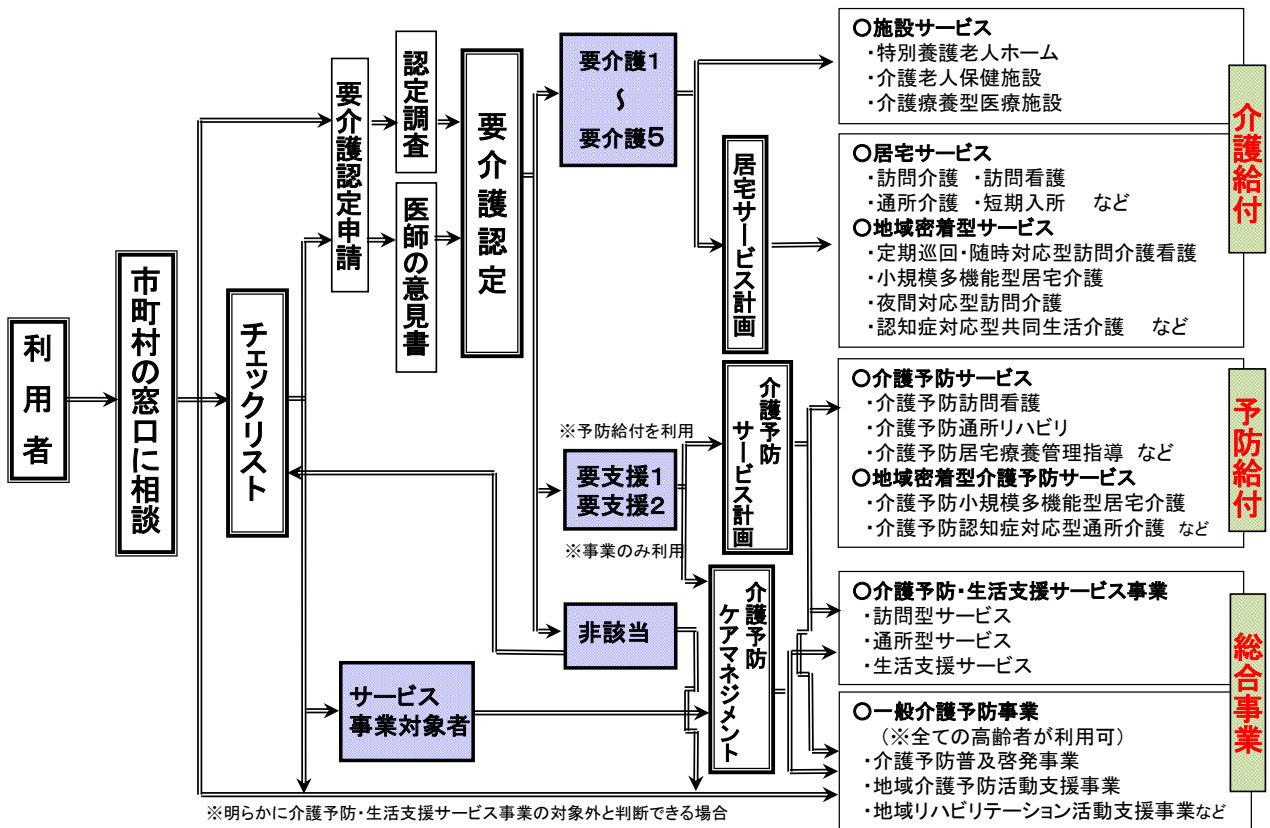 利用者
市町村の窓口に相談
チェックリスト
要介護認定申請
認定調査
医師の意見書
要介護認定
要介護1
～
要介護5
※予防給付を利用
要支援1
要支援2
※事業のみ利用
非該当
サービス
事業対象者
居宅サービス計画
介護予防
サービス計画
介護予防
ケアマネジメント
○施設サービス
・特別養護老人ホーム
・介護老人保健施設
・介護療養型医療施設
○居宅サービス
・訪問介護 ・訪問看護
・通所介護 ・短期入所 など
○地域密着型サービス
・定期巡回・随時対応型訪問介護看護
・小規模多機能型居宅介護
・夜間対応型訪問介護
・認知症対応型共同生活介護 など
介護給付
○介護予防サービス
・介護予防訪問看護
・介護予防通所リハビリ
・介護予防居宅療養管理指導 など
○地域密着型介護予防サービス
・介護予防小規模多機能型居宅介護
・介護予防認知症対応型通所介護 など
予防給付
○介護予防・生活支援サービス事業
・訪問型サービス
・通所型サービス
・生活支援サービス
○一般介護予防事業
（※全ての高齢者が利用可）
・介護予防普及啓発事業
・地域介護予防活動支援事業
・地域リハビリテーション活動支援事業など
総合事業
※明らかに介護予防・生活支援サービス事業の対象外と判断できる場合